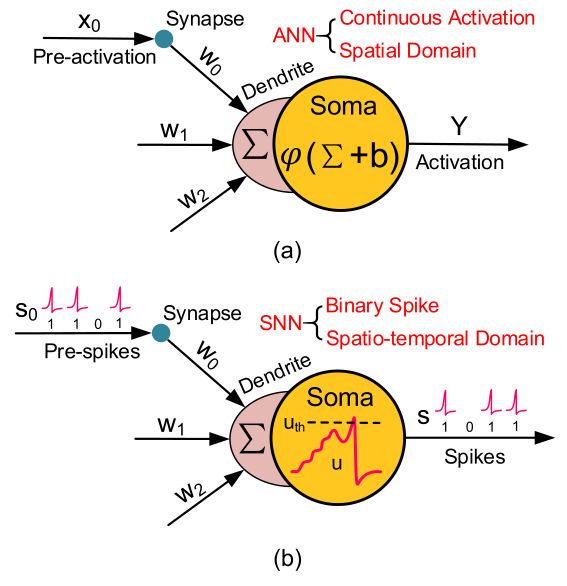 x0
Pre-activation
Synapse
w0
ANN
Continuous Activation
Spatial Domain
Dendrite
Soma
w1
Σ
φ(Σ+b)
Y
Activation
w2
(a)
s0
1 1 0 1
Pre-spikes
Synapse
w0
SNN
Binary Spike
Spatio-temporal Domain
Dendrite
Soma
uth
w1
Σ
u
s
1 0 1 1
Spikes
w2
(b)